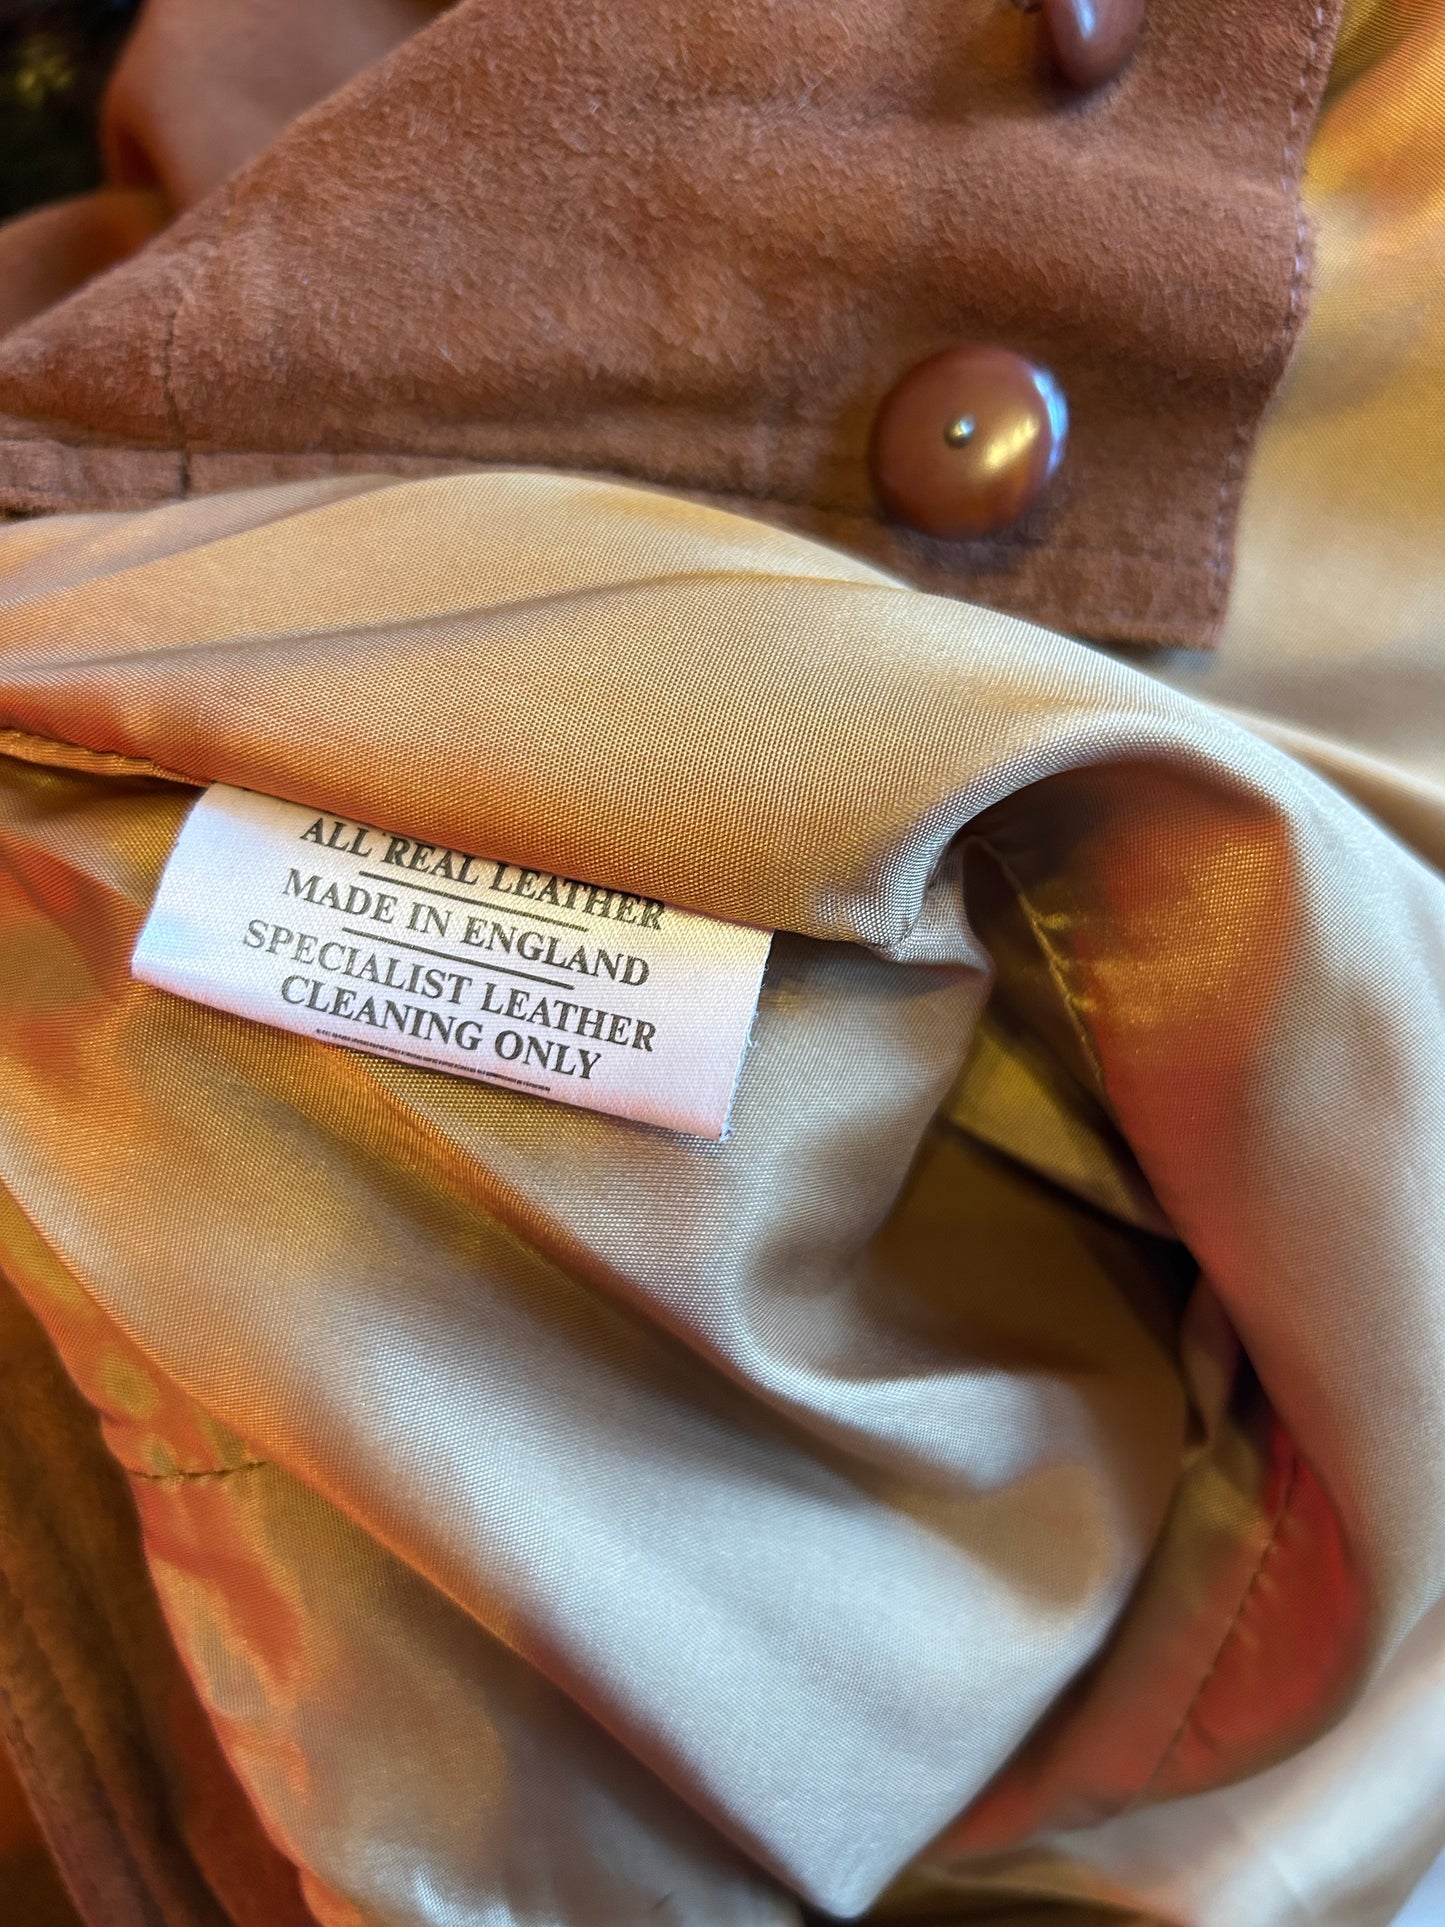 ALL REAL LEATHER
MADE IN ENGLAND
SPECIALIST LEATHER
CLEANING ONLY